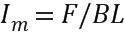 I_m = F/BL